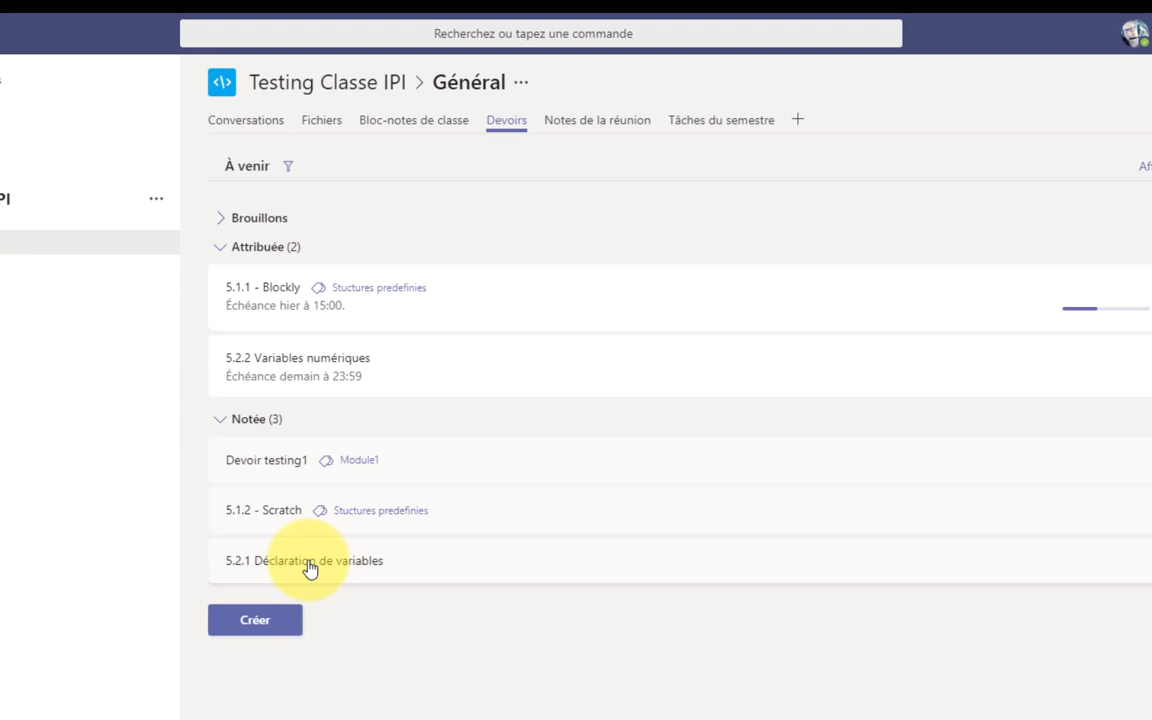 Recherchez ou tapez une commande
Testing Classe IPI > Général ...
Conversations Fichiers Bloc-notes de classe Devoirs Notes de la réunion Tâches du semestre +
À venir
Af
PI ...
Brouillons
Attribuée (2)
5.1.1 - Blockly Stuctures predefinies
Échéance hier à 15:00.
5.2.2 Variables numériques
Échéance demain à 23:59
Notée (3)
Devoir testing1 Module1
5.1.2 - Scratch Stuctures predefinies
5.2.1 Déclaration de variables
Créer